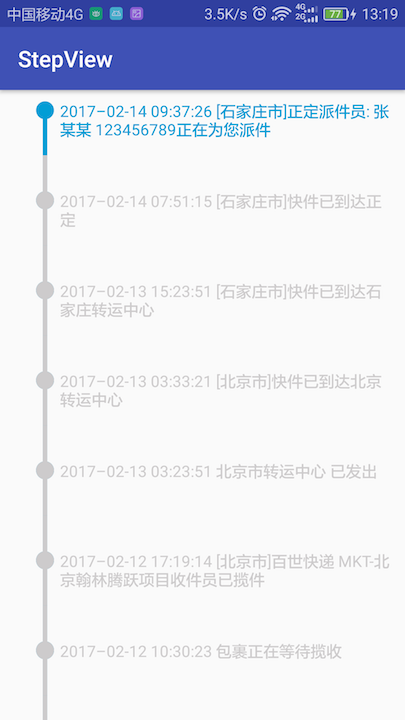 中国移动4G 3.5K/s 4G 2G 77 13:19
StepView
2017-02-14 09:37:26 [石家庄市]正定派件员: 张
某某 123456789正在为您派件
2017-02-14 07:51:15 [石家庄市]快件已到达正
定
2017-02-13 15:23:51 [石家庄市]快件已到达石
家庄转运中心
2017-02-13 03:33:21 [北京市]快件已到达北京
转运中心
2017-02-13 03:23:51 北京市转运中心 已发出
2017-02-12 17:19:14 [北京市]百世快递 MKT-北
京翰林腾跃项目收件员已揽件
2017-02-12 10:30:23 包裹正在等待揽收